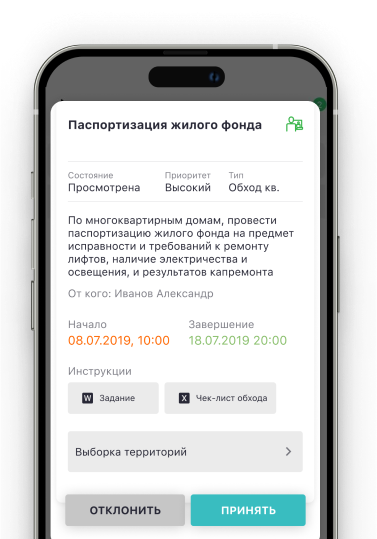 Паспортизация жилого фонда
Состояние Приоритет Тип
Просмотрена Высокий Обход кв.
По многоквартирным домам, провести
паспортизацию жилого фонда на предмет
исправности и требований к ремонту
лифтов, наличие электричества и
освещения, и результатов капремонта
От кого: Иванов Александр
Начало Завершение
08.07.2019, 10:00 18.07.2019 20:00
Инструкции
W Задание X Чек-лист обхода
Выборка территорий
ОТКЛОНИТЬ ПРИНЯТЬ